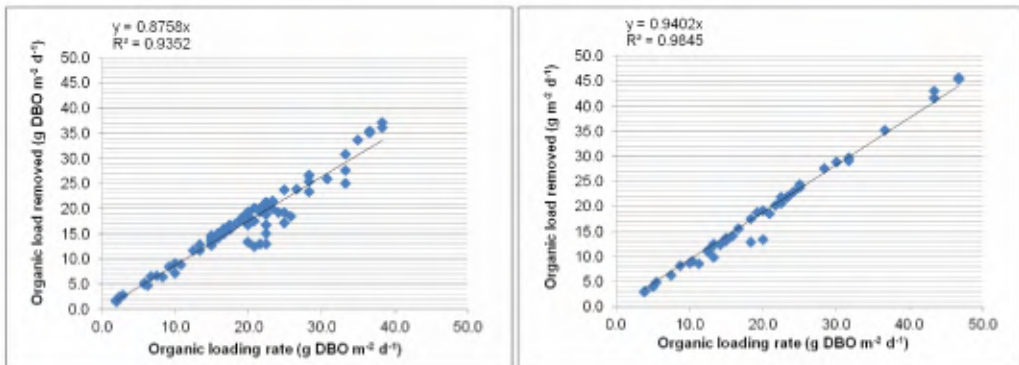 y = 0.8758x
R² = 0.9352
Organic load removed (g DBO m⁻² d⁻¹)
50.0
45.0
40.0
35.0
30.0
25.0
20.0
15.0
10.0
5.0
0.0
0.0 10.0 20.0 30.0 40.0 50.0
Organic loading rate (g DBO m⁻² d⁻¹)
y = 0.9402x
R² = 0.9845
Organic load removed (g m⁻² d⁻¹)
50.0
45.0
40.0
35.0
30.0
25.0
20.0
15.0
10.0
5.0
0.0
0.0 10.0 20.0 30.0 40.0 50.0
Organic loading rate (g DBO m⁻² d⁻¹)